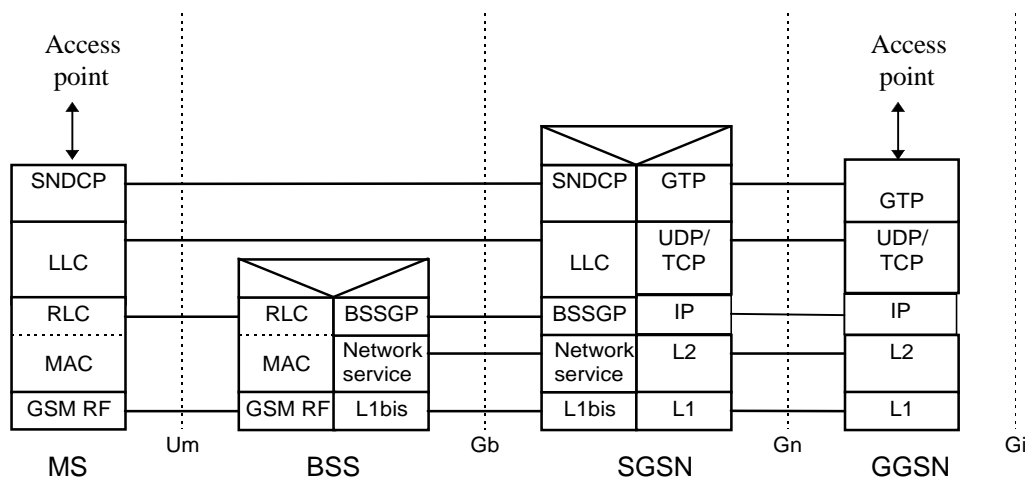 Access
point
Access
point
SNDCP
SNDCP
GTP
GTP
LLC
LLC
UDP/
TCP
UDP/
TCP
RLC
RLC
BSSGP
BSSGP
IP
IP
MAC
MAC
Network
service
Network
service
L2
L2
GSM RF
GSM RF
L1bis
L1bis
L1
L1
Um
Gb
Gn
Gi
MS
BSS
SGSN
GGSN